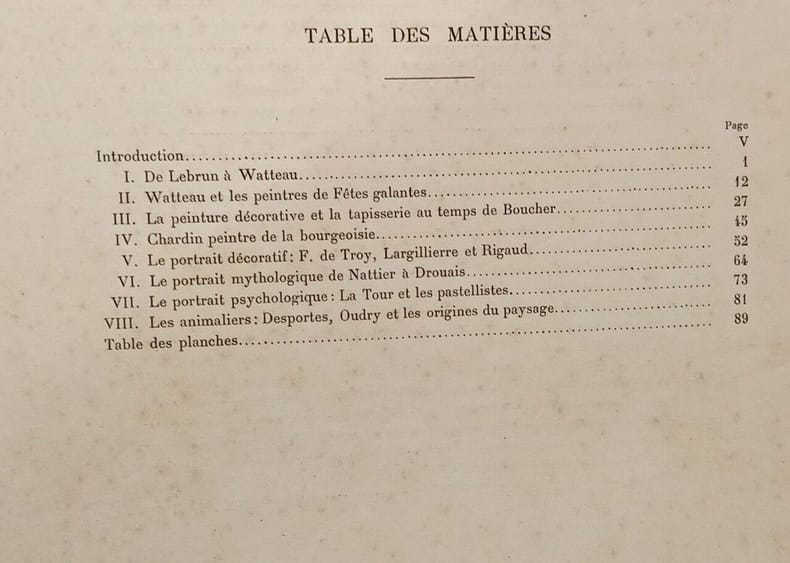 TABLE DES MATIÈRES
Page
Introduction........ V
I. De Lebrun à Watteau........ 1
II. Watteau et les peintres de Fêtes galantes........ 12
III. La peinture décorative et la tapisserie au temps de Boucher........ 27
IV. Chardin peintre de la bourgeoisie........ 45
V. Le portrait décoratif: F. de Troy, Largillierre et Rigaud........ 52
VI. Le portrait mythologique de Nattier à Drouais........ 64
VII. Le portrait psychologique: La Tour et les pastellistes........ 73
VIII. Les animaliers: Desportes, Oudry et les origines du paysage........ 81
Table des planches........ 89